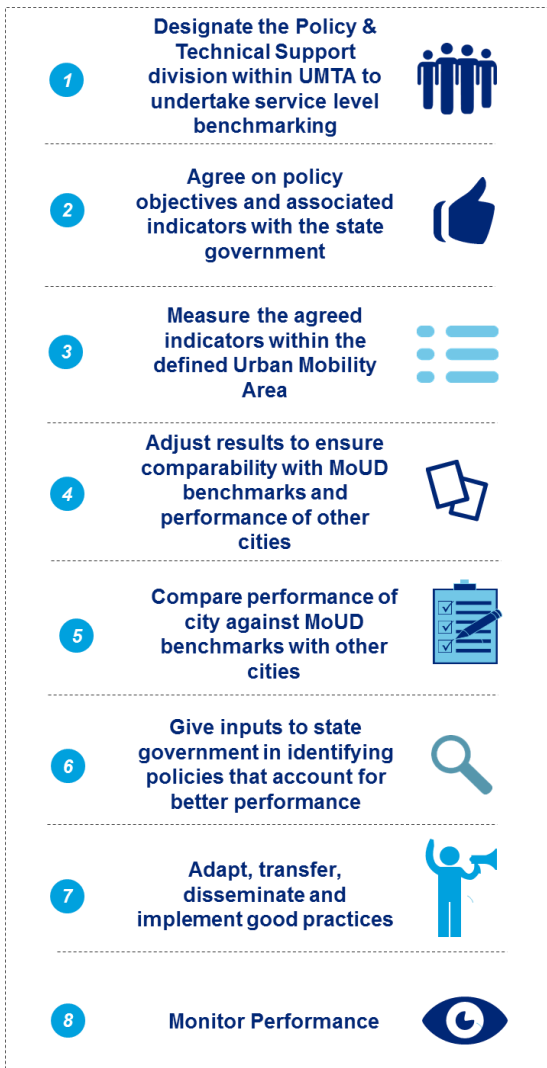 1
Designate the Policy &
Technical Support
division within UMTA to
undertake service level
benchmarking
2
Agree on policy
objectives and associated
indicators with the state
government
3
Measure the agreed
indicators within the
defined Urban Mobility
Area
4
Adjust results to ensure
comparability with MoUD
benchmarks and
performance of other
cities
5
Compare performance of
city against MoUD
benchmarks with other
cities
6
Give inputs to state
government in identifying
policies that account for
better performance
7
Adapt, transfer,
disseminate and
implement good practices
8
Monitor Performance